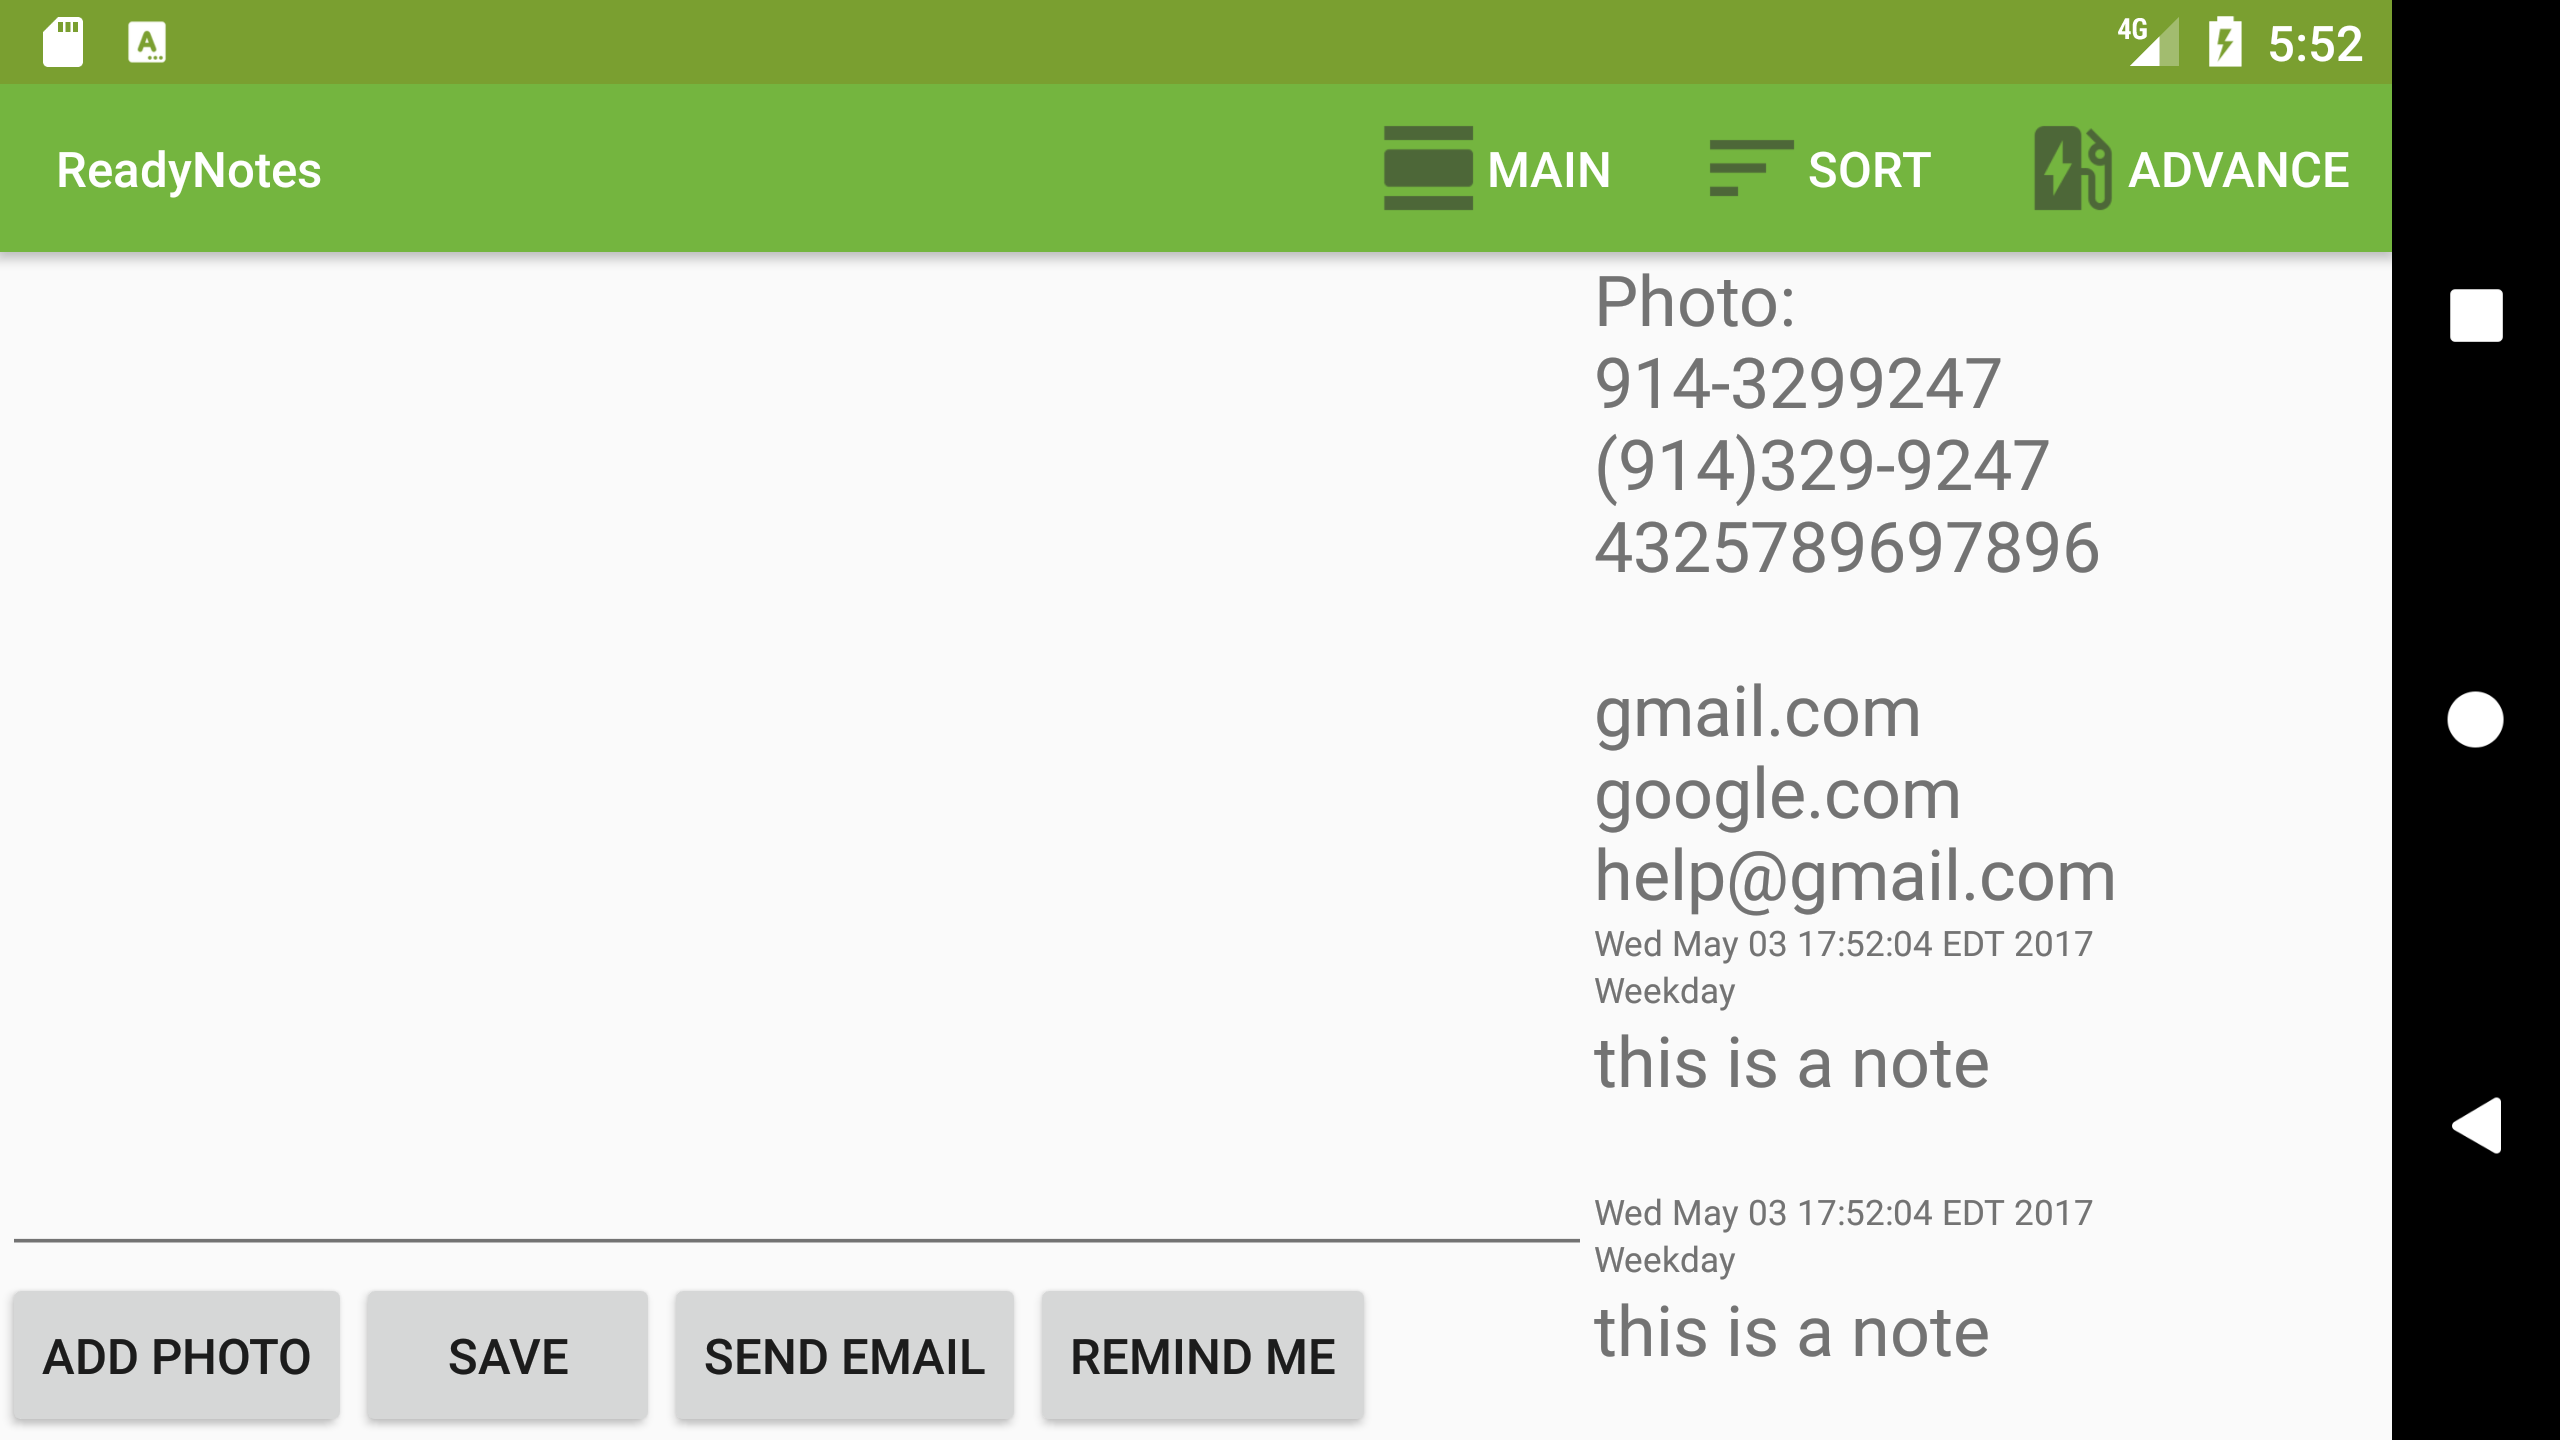 4G 5:52
ReadyNotes MAIN SORT ADVANCE
Photo:
914-3299247
(914)329-9247
4325789697896
gmail.com
google.com
help@gmail.com
Wed May 03 17:52:04 EDT 2017
Weekday
this is a note
Wed May 03 17:52:04 EDT 2017
Weekday
this is a note
ADD PHOTO SAVE SEND EMAIL REMIND ME